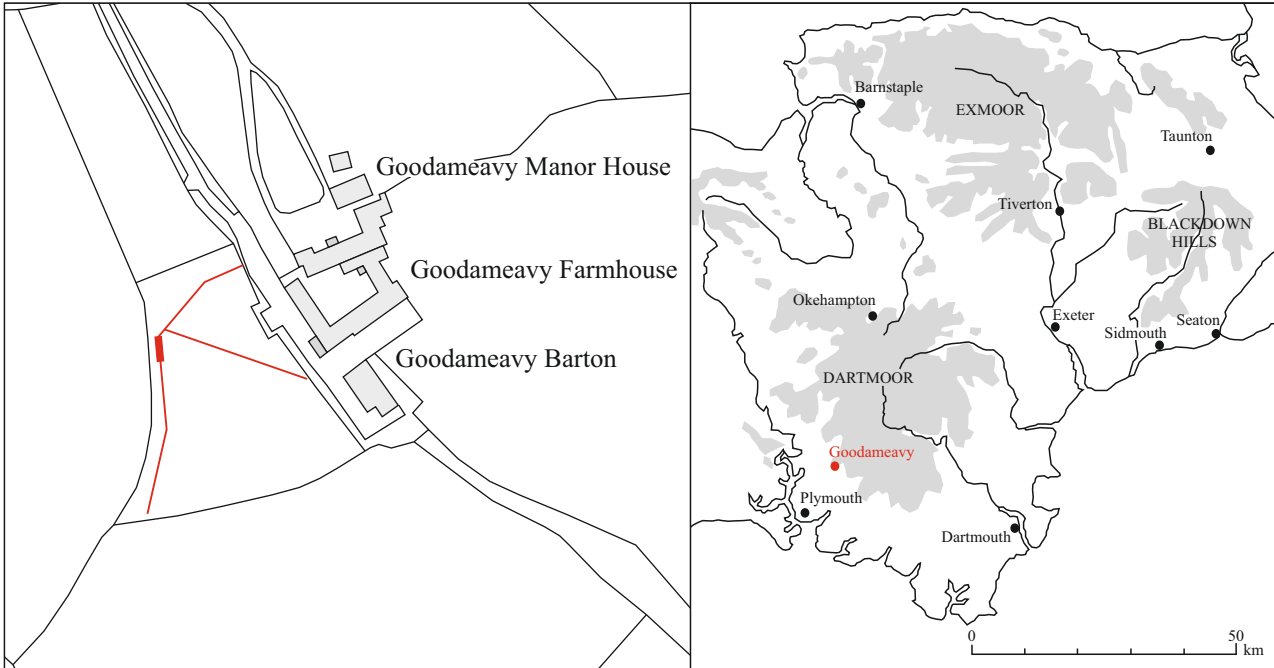 Goodameavy Manor House
Goodameavy Farmhouse
Goodameavy Barton
Barnstaple
EXMOOR
Taunton
Tiverton
BLACKDOWN
HILLS
Okehampton
Exeter
Seaton
Sidmouth
DARTMOOR
Goodameavy
Plymouth
Dartmouth
0 50
km